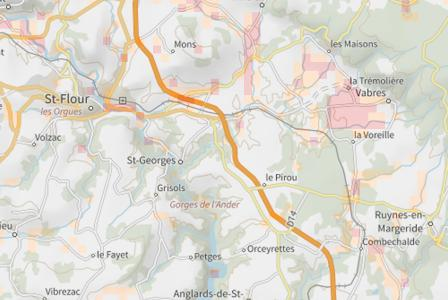 Mons
les Maisons
la Trémolière
Vabres
St-Flour
les Orgues
Volzac
la Voreille
St-Georges
le Pirou
Grisols
Gorges de l'Ander
D74
Ruynes-en-
Margeride
Combechalde
Orceyrettes
le Fayet
Petges
Vibrezac
Anglards-de-St-